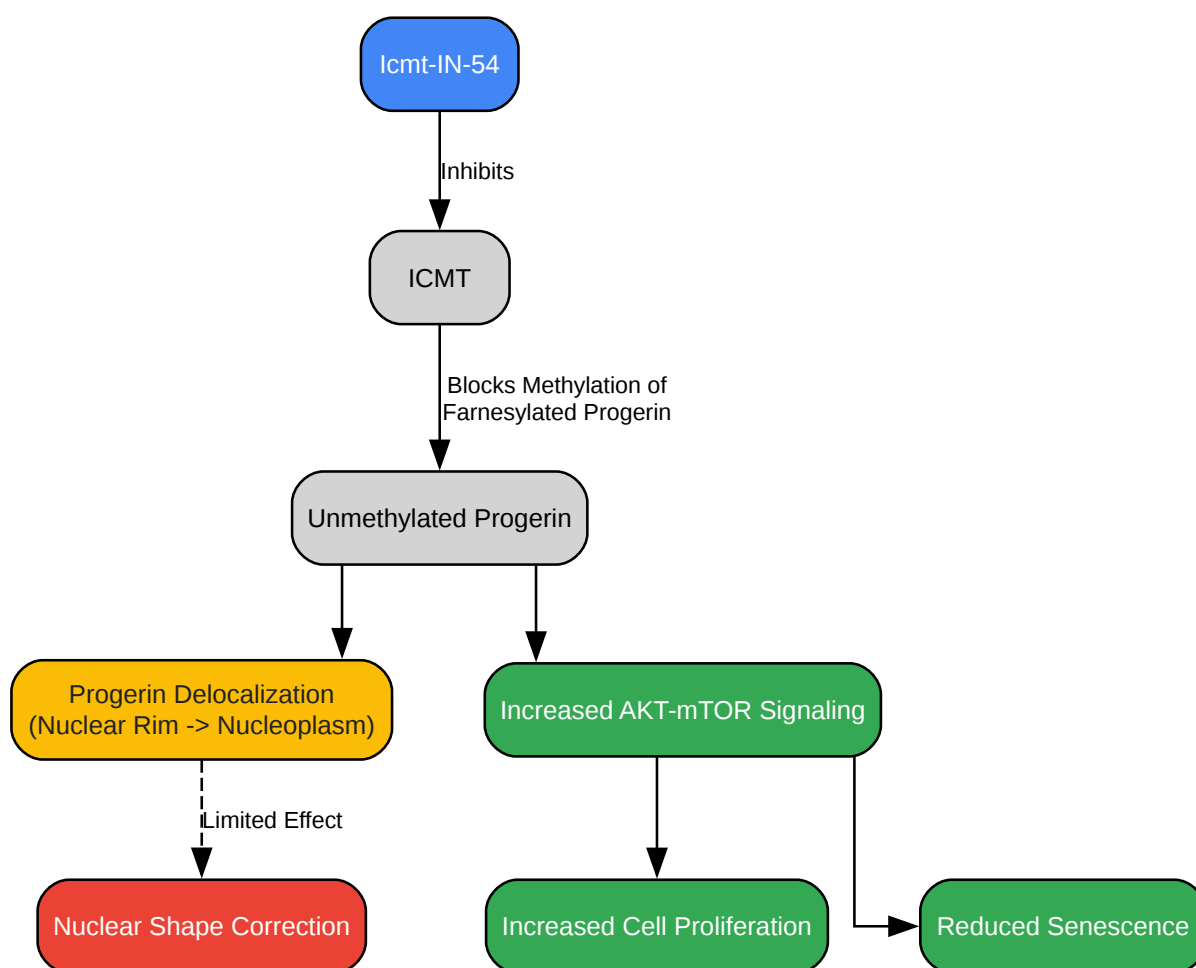 Icmt-IN-54
Inhibits
ICMT
Blocks Methylation of
Farnesylated Progerin
Unmethylated Progerin
Progerin Delocalization
(Nuclear Rim -> Nucleoplasm)
Increased AKT-mTOR Signaling
Limited Effect
Nuclear Shape Correction
Increased Cell Proliferation
Reduced Senescence